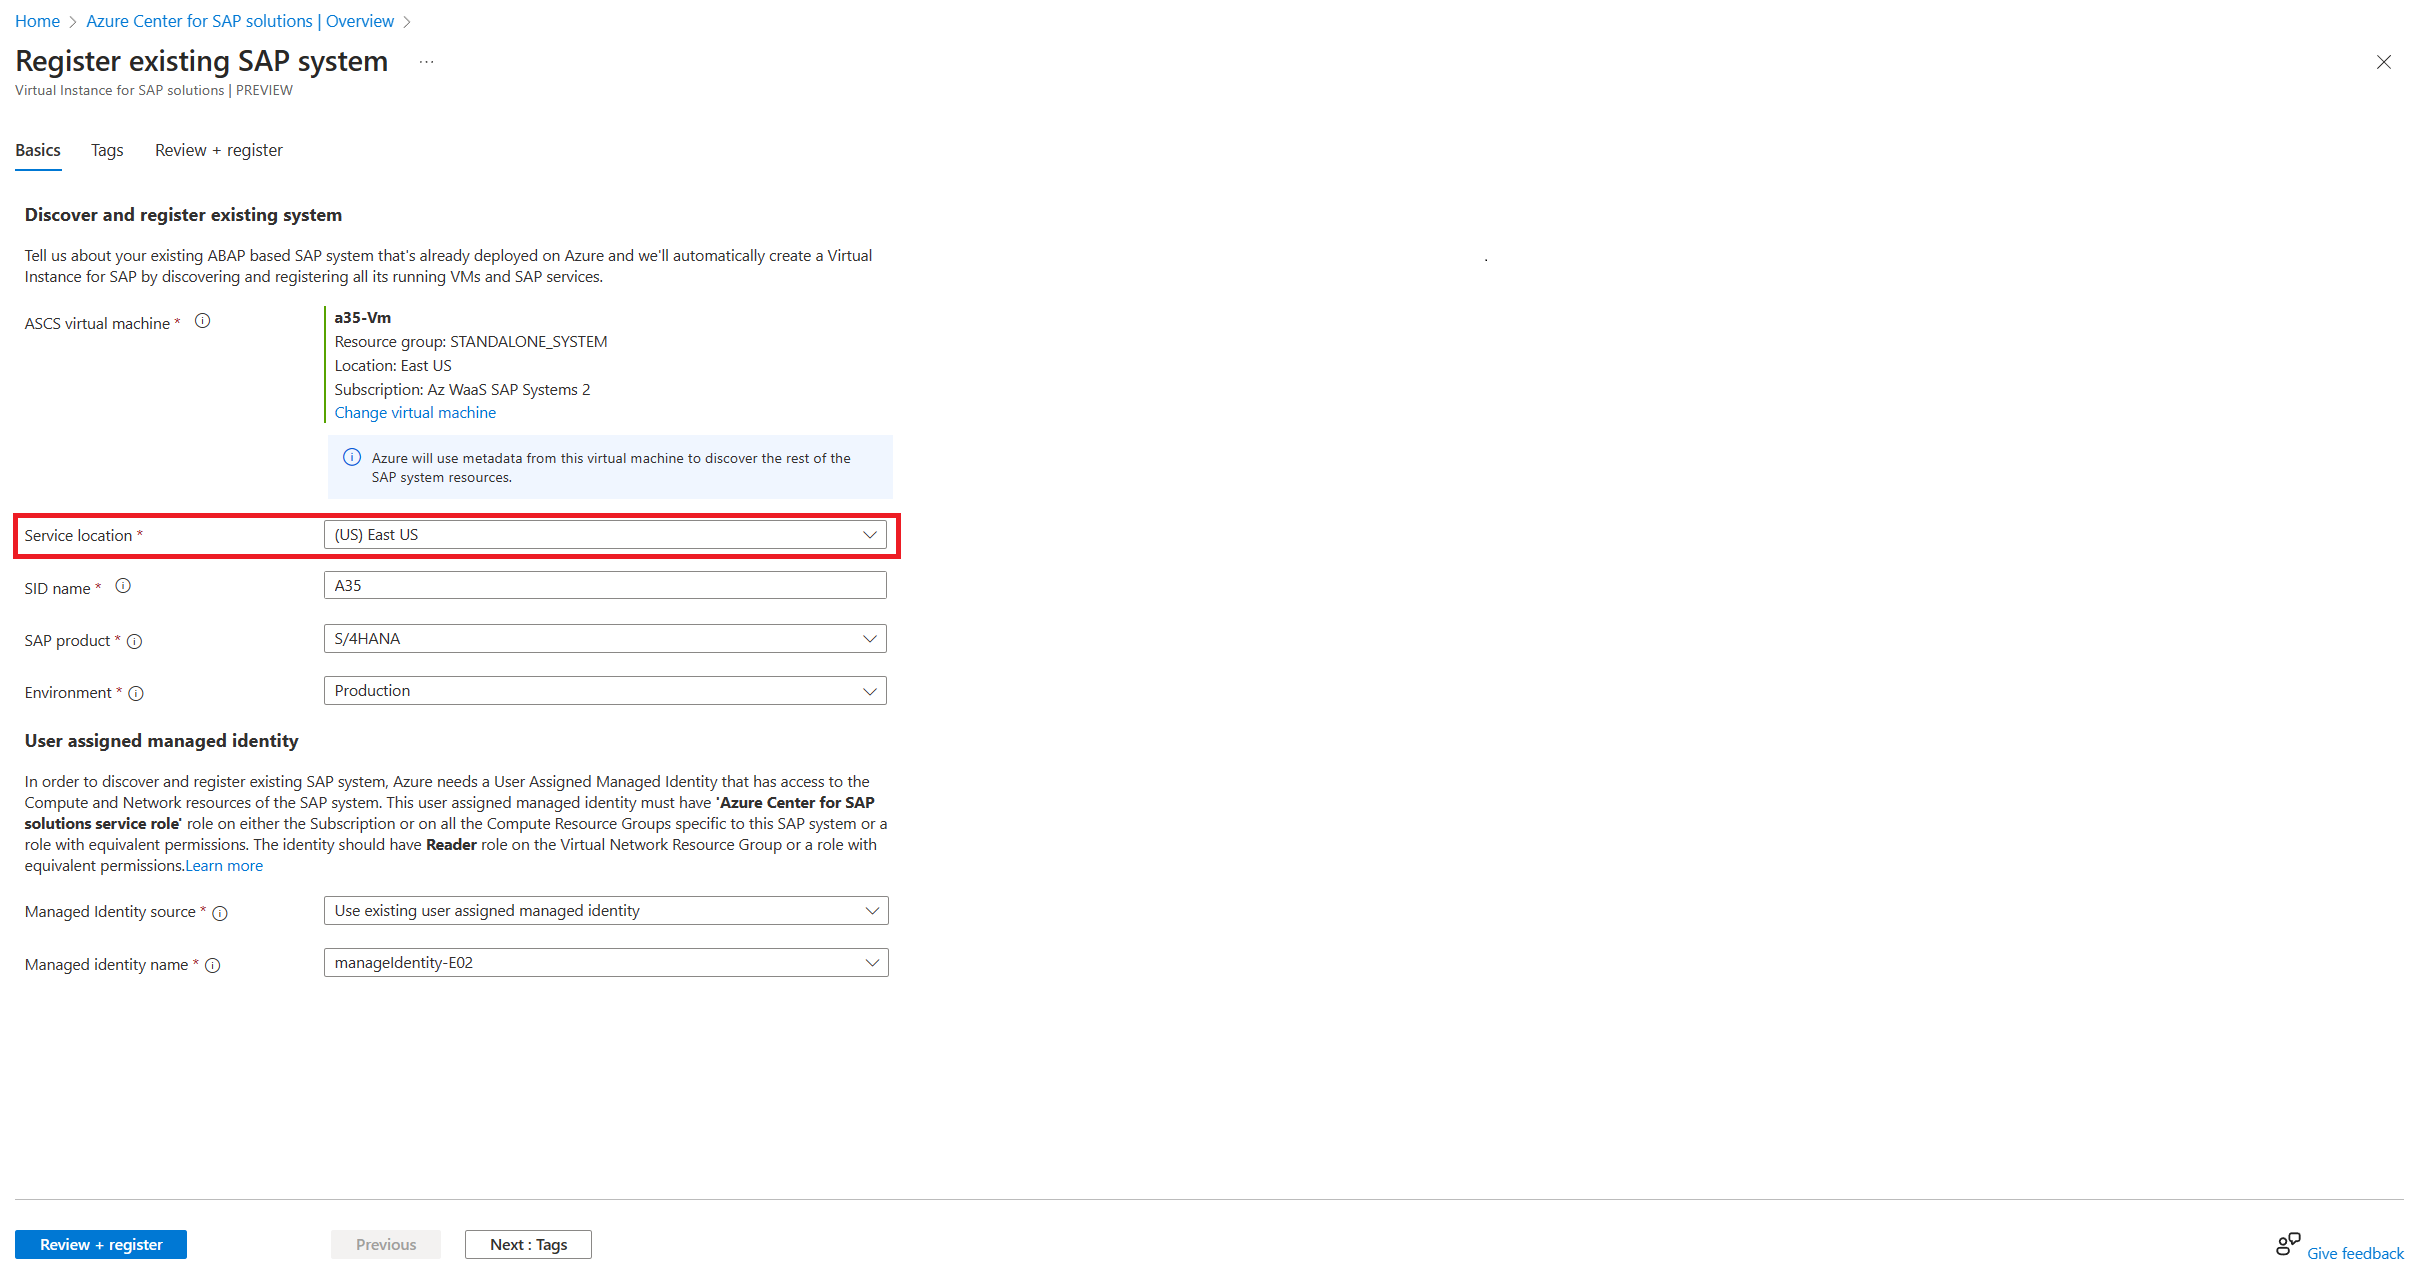 Home > Azure Center for SAP solutions | Overview >
Register existing SAP system ...
Virtual Instance for SAP solutions | PREVIEW
Basics Tags Review + register
Discover and register existing system
Tell us about your existing ABAP based SAP system that's already deployed on Azure and we'll automatically create a Virtual
Instance for SAP by discovering and registering all its running VMs and SAP services.
.
ASCS virtual machine *
a35-Vm
Resource group: STANDALONE_SYSTEM
Location: East US
Subscription: Az WaaS SAP Systems 2
Change virtual machine
Azure will use metadata from this virtual machine to discover the rest of the
SAP system resources.
Service location * (US) East US
SID name * A35
SAP product * S/4HANA
Environment * Production
User assigned managed identity
In order to discover and register existing SAP system, Azure needs a User Assigned Managed Identity that has access to the
Compute and Network resources of the SAP system. This user assigned managed identity must have 'Azure Center for SAP
solutions service role' role on either the Subscription or on all the Compute Resource Groups specific to this SAP system or a
role with equivalent permissions. The identity should have Reader role on the Virtual Network Resource Group or a role with
equivalent permissions.Learn more
Managed Identity source * Use existing user assigned managed identity
Managed identity name * manageIdentity-E02
Review + register Previous Next : Tags Give feedback